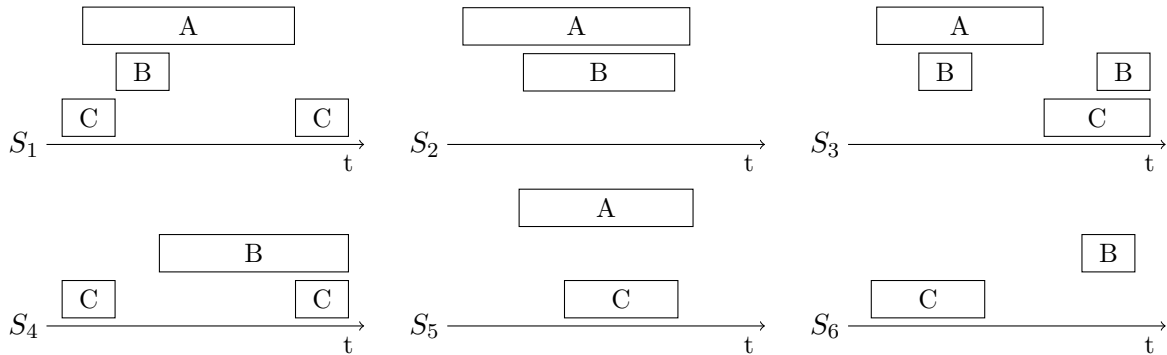 A A A
B B B B
C C C
S₁ S₂ S₃
t t t
A
B B
C C C C
S₄ S₅ S₆
t t t